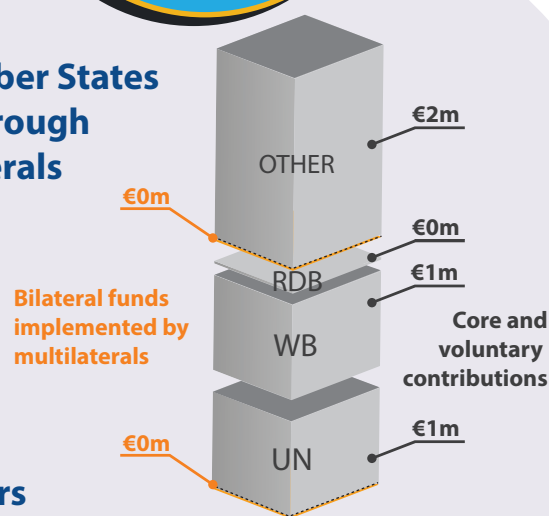 ber States
rough
erals
€2m
OTHER
€0m
€0m
RDB
€1m
Bilateral funds
implemented by
multilaterals
WB
Core and
voluntary
contributions
€1m
€0m
UN
rs